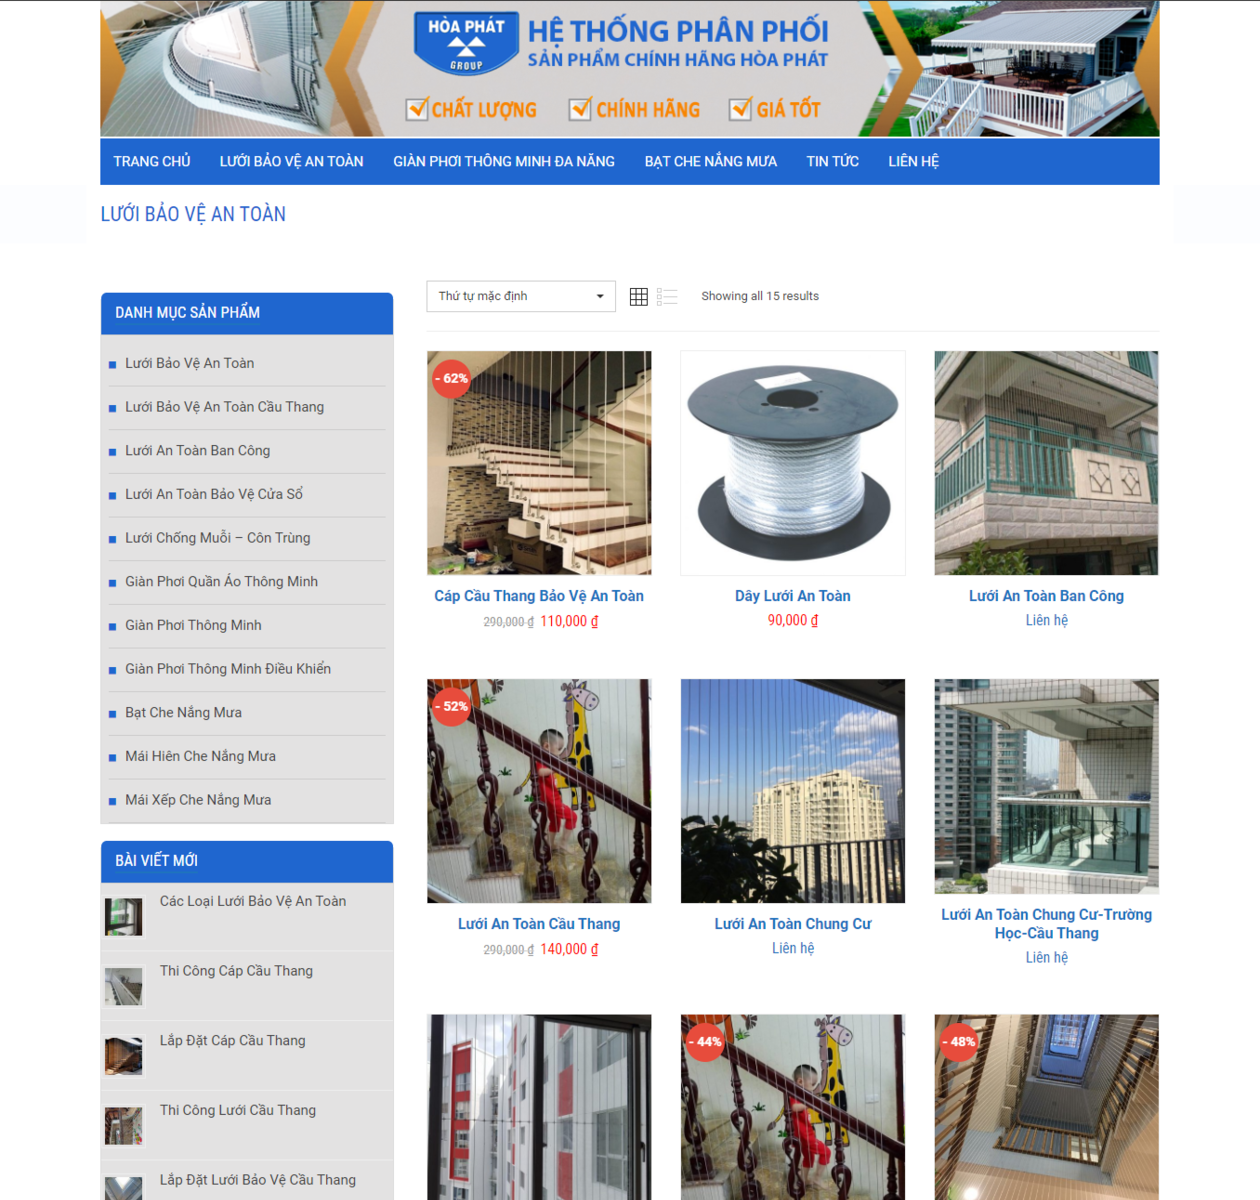 HÒA PHÁT
GROUP
HỆ THỐNG PHÂN PHỐI
SẢN PHẨM CHÍNH HÃNG HÒA PHÁT
CHẤT LƯỢNG
CHÍNH HÃNG
GIÁ TỐT
TRANG CHỦ
LƯỚI BẢO VỆ AN TOÀN
GIÀN PHƠI THÔNG MINH ĐA NĂNG
BẠT CHE NẮNG MƯA
TIN TỨC
LIÊN HỆ
LƯỚI BẢO VỆ AN TOÀN
DANH MỤC SẢN PHẨM
Lưới Bảo Vệ An Toàn
Lưới Bảo Vệ An Toàn Cầu Thang
Lưới An Toàn Ban Công
Lưới An Toàn Bảo Vệ Cửa Sổ
Lưới Chống Muỗi – Côn Trùng
Giàn Phơi Quần Áo Thông Minh
Giàn Phơi Thông Minh
Giàn Phơi Thông Minh Điều Khiển
Bạt Che Nắng Mưa
Mái Hiên Che Nắng Mưa
Mái Xếp Che Nắng Mưa
BÀI VIẾT MỚI
Các Loại Lưới Bảo Vệ An Toàn
Thi Công Cáp Cầu Thang
Lắp Đặt Cáp Cầu Thang
Thi Công Lưới Cầu Thang
Lắp Đặt Lưới Bảo Vệ Cầu Thang
Thứ tự mặc định
Showing all 15 results
- 62%
Cáp Cầu Thang Bảo Vệ An Toàn
290,000 ₫ 110,000 ₫
Dây Lưới An Toàn
90,000 ₫
Lưới An Toàn Ban Công
Liên hệ
- 52%
Lưới An Toàn Cầu Thang
290,000 ₫ 140,000 ₫
Lưới An Toàn Chung Cư
Liên hệ
Lưới An Toàn Chung Cư-Trường
Học-Cầu Thang
Liên hệ
- 44%
- 48%